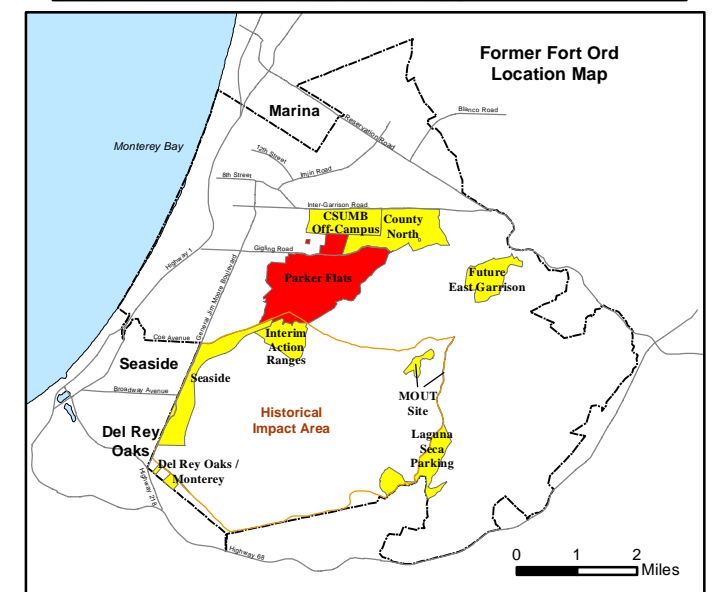 Former Fort Ord
Location Map
Marina
Blanco Road
Reservation Road
Monterey Bay
12th Street
Imjin Road
8th Street
Inter-Garrison Road
CSUMB
Off-Campus
County
North
Gigling Road
Highway 1
General Jim Moore Boulevard
Parker Flats
Future
East Garrison
Coe Avenue
Interim
Action
Ranges
Seaside
Seaside
Broadway Avenue
MOUT
Site
Historical
Impact Area
Del Rey
Oaks
Laguna
Seca
Parking
Del Rey Oaks /
Monterey
Highway 218
Highway 68
0 1 2
Miles